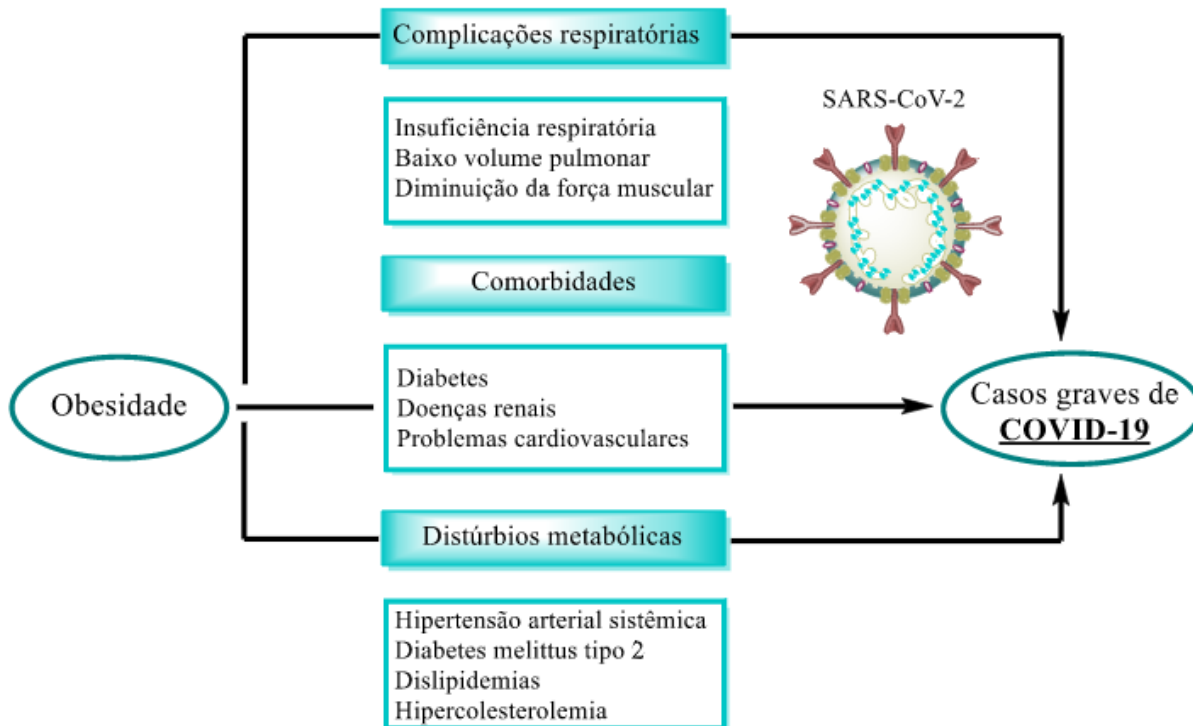 Complicações respiratórias
SARS-CoV-2
Insuficiência respiratória
Baixo volume pulmonar
Diminuição da força muscular
Comorbidades
Obesidade
Diabetes
Doenças renais
Problemas cardiovasculares
Casos graves de
COVID-19
Distúrbios metabólicas
Hipertensão arterial sistêmica
Diabetes melittus tipo 2
Dislipidemias
Hipercolesterolemia